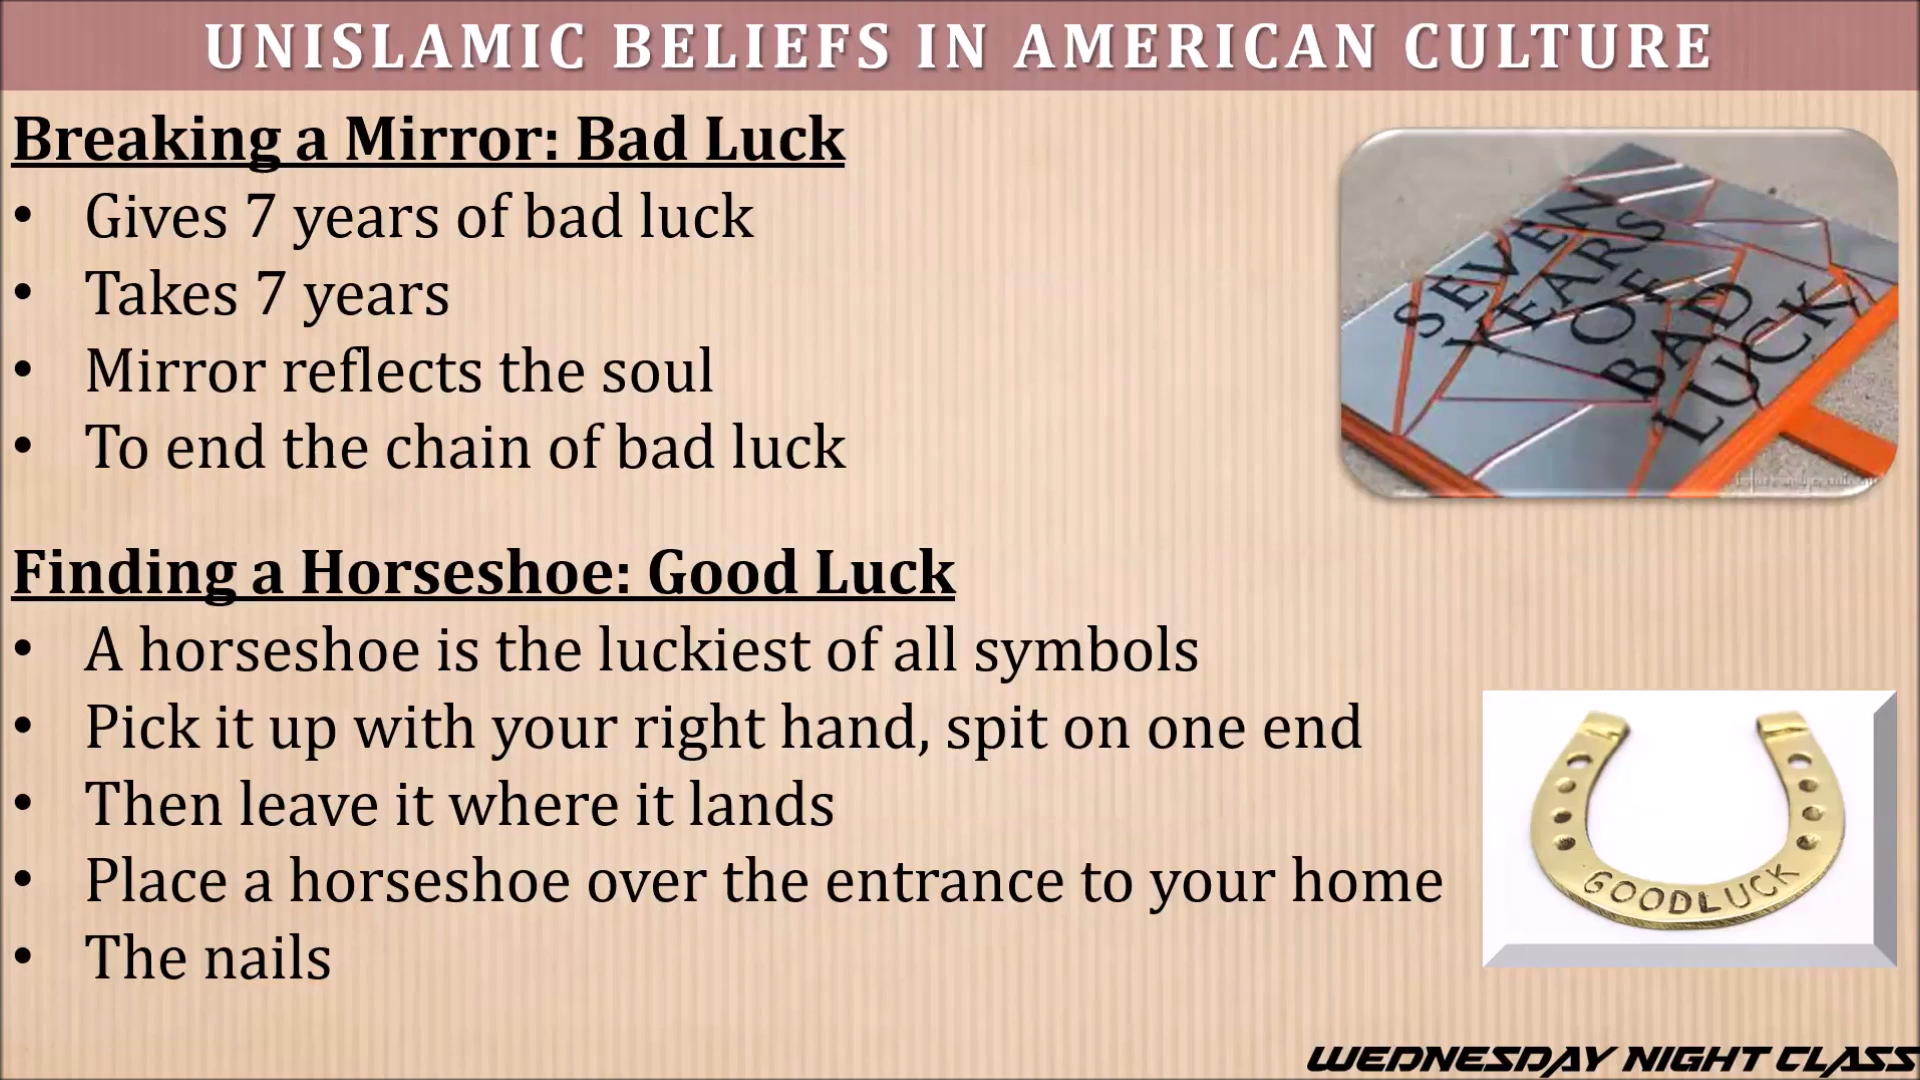 UNISLAMIC BELIEFS IN AMERICAN CULTURE
Breaking a Mirror: Bad Luck
• Gives 7 years of bad luck
• Takes 7 years
• Mirror reflects the soul
• To end the chain of bad luck
SEVEN
YEARS
OF
BAD
LUCK
Finding a Horseshoe: Good Luck
• A horseshoe is the luckiest of all symbols
• Pick it up with your right hand, spit on one end
• Then leave it where it lands
• Place a horseshoe over the entrance to your home
• The nails
GOODLUCK
WEDNESDAY NIGHT CLASS